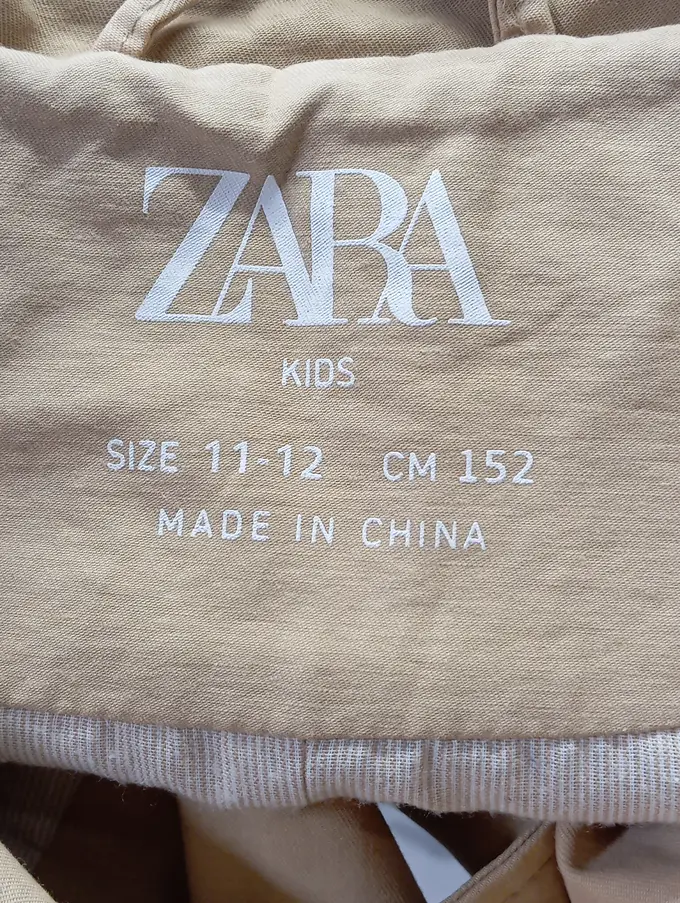 ZARA
KIDS
SIZE 11-12 CM 152
MADE IN CHINA